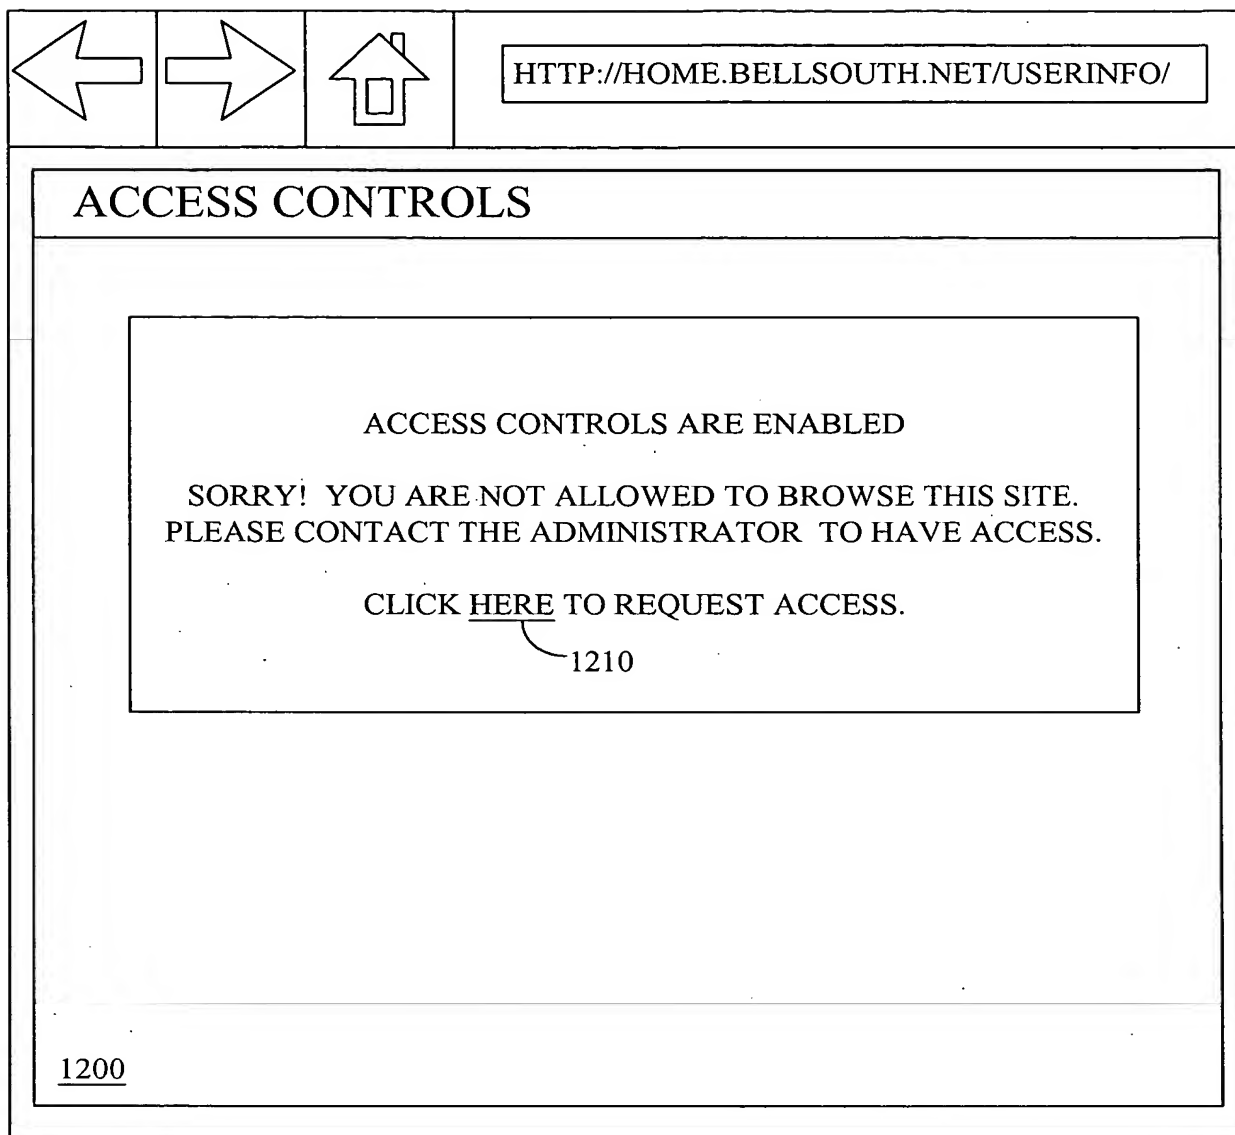 HTTP://HOME.BELLSOUTH.NET/USERINFO/
ACCESS CONTROLS
ACCESS CONTROLS ARE ENABLED
SORRY! YOU ARE NOT ALLOWED TO BROWSE THIS SITE.
PLEASE CONTACT THE ADMINISTRATOR TO HAVE ACCESS.
CLICK HERE TO REQUEST ACCESS.
1210
1200